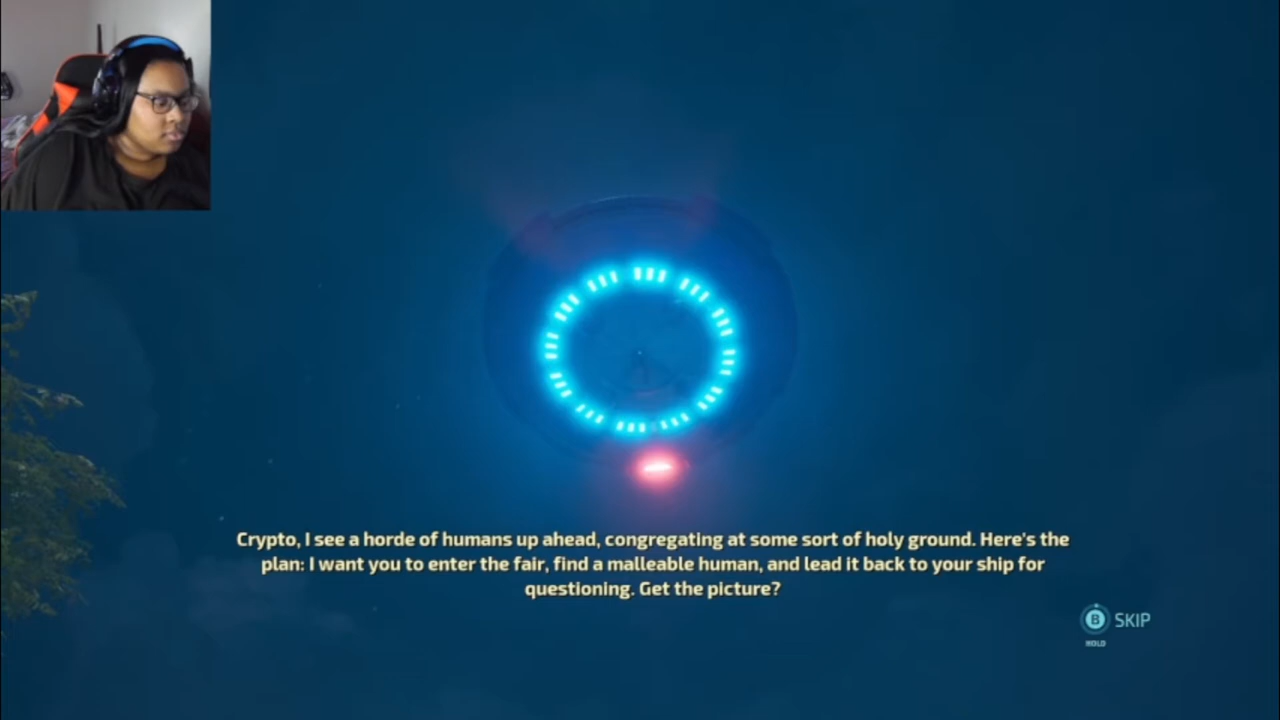 Crypto, I see a horde of humans up ahead, congregating at some sort of holy ground. Here's the
plan: I want you to enter the fair, find a malleable human, and lead it back to your ship for
questioning. Get the picture?
B SKIP
HOLD